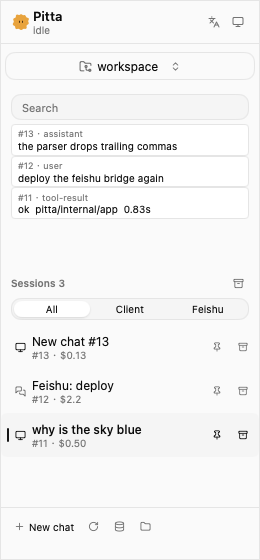 Pitta
idle
workspace
Search
#13 · assistant
the parser drops trailing commas
#12 · user
deploy the feishu bridge again
#11 · tool-result
ok  pitta/internal/app  0.83s
Sessions 3
All Client Feishu
New chat #13
#13 · $0.13
Feishu: deploy
#12 · $2.2
why is the sky blue
#11 · $0.50
+ New chat